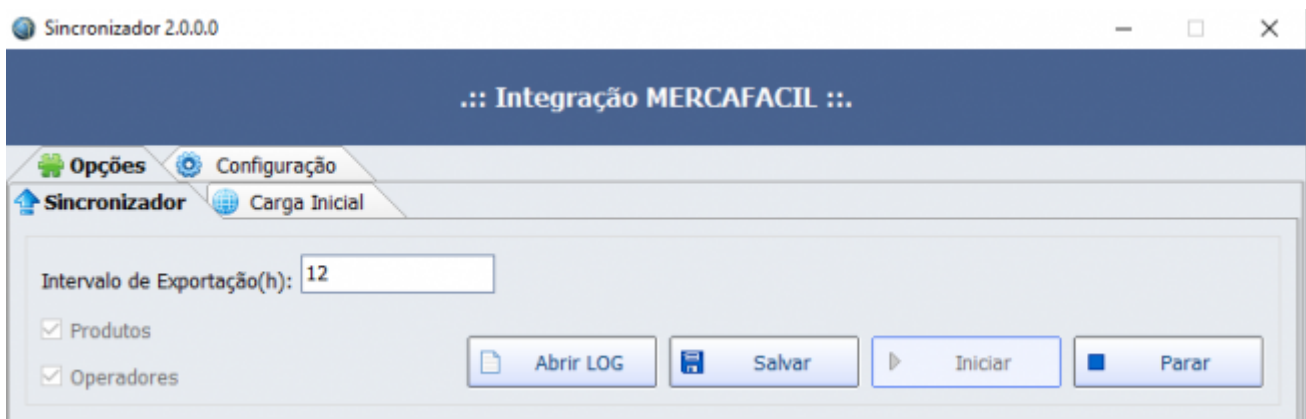 Sincronizador 2.0.0.0
.:: Integração MERCAFACIL ::.
Opções Configuração
Sincronizador Carga Inicial
Intervalo de Exportação(h): 12
Produtos
Operadores
Abrir LOG Salvar Iniciar Parar